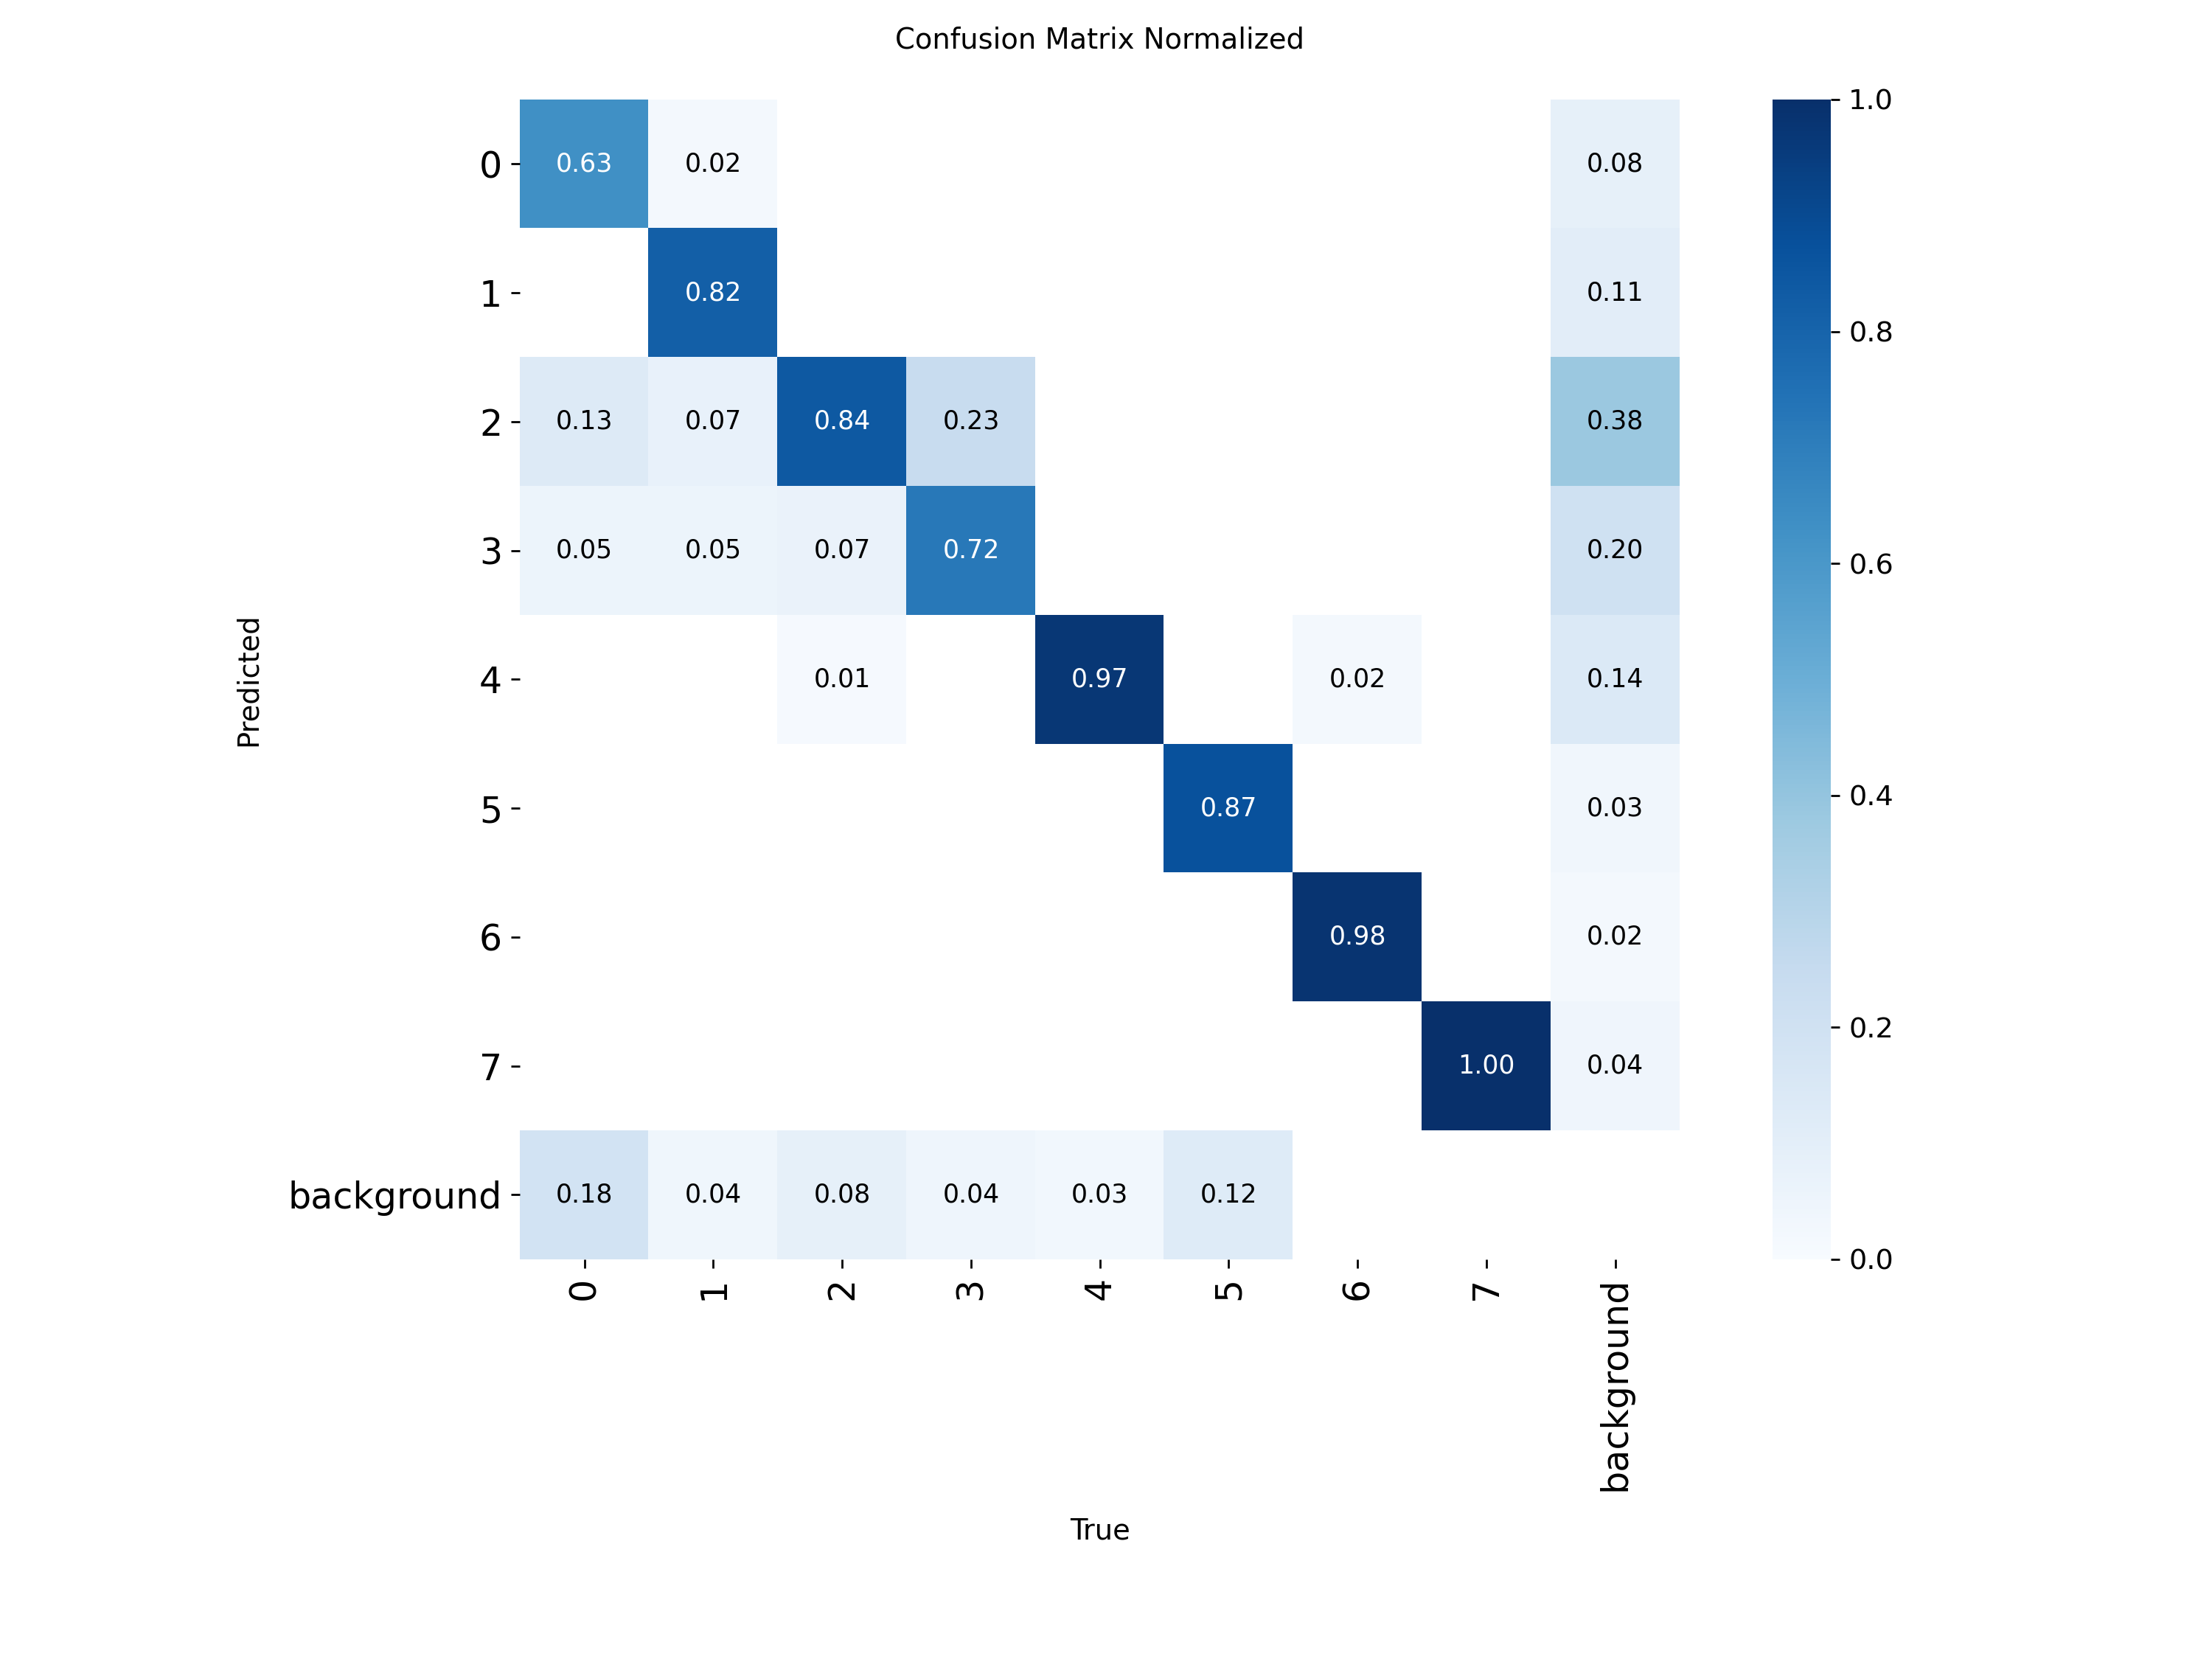 Confusion Matrix Normalized
0 0.63 0.02 0.08
1 0.82 0.11
2 0.13 0.07 0.84 0.23 0.38
3 0.05 0.05 0.07 0.72 0.20
4 0.01 0.97 0.02 0.14
5 0.87 0.03
6 0.98 0.02
7 1.00 0.04
background 0.18 0.04 0.08 0.04 0.03 0.12
0 1 2 3 4 5 6 7 background
Predicted
True
1.0
0.8
0.6
0.4
0.2
0.0